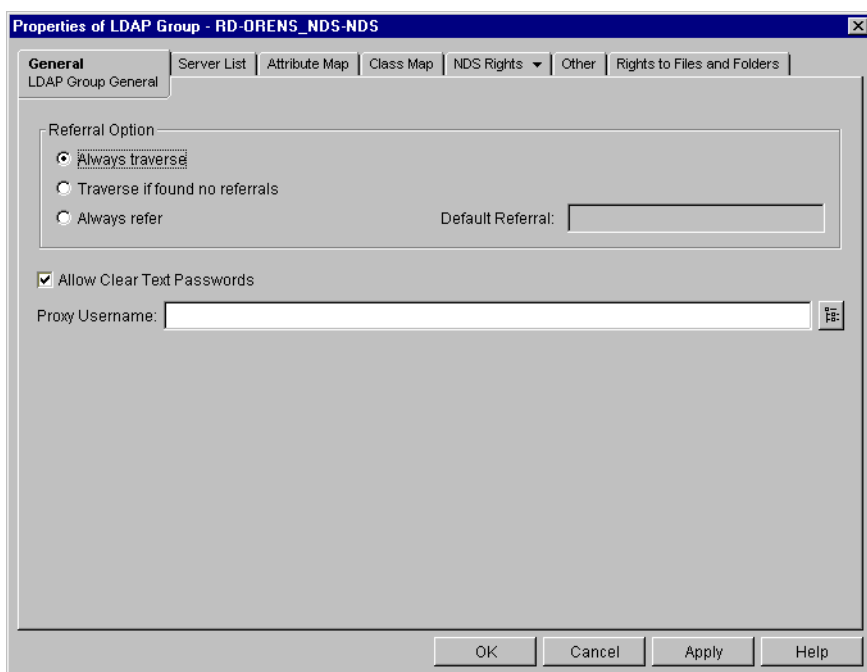 Properties of LDAP Group - RD-ORENS_NDS-NDS
General
LDAP Group General
Server List
Attribute Map
Class Map
NDS Rights
Other
Rights to Files and Folders
Referral Option
Always traverse
Traverse if found no referrals
Always refer
Default Referral:
Allow Clear Text Passwords
Proxy Username:
OK
Cancel
Apply
Help